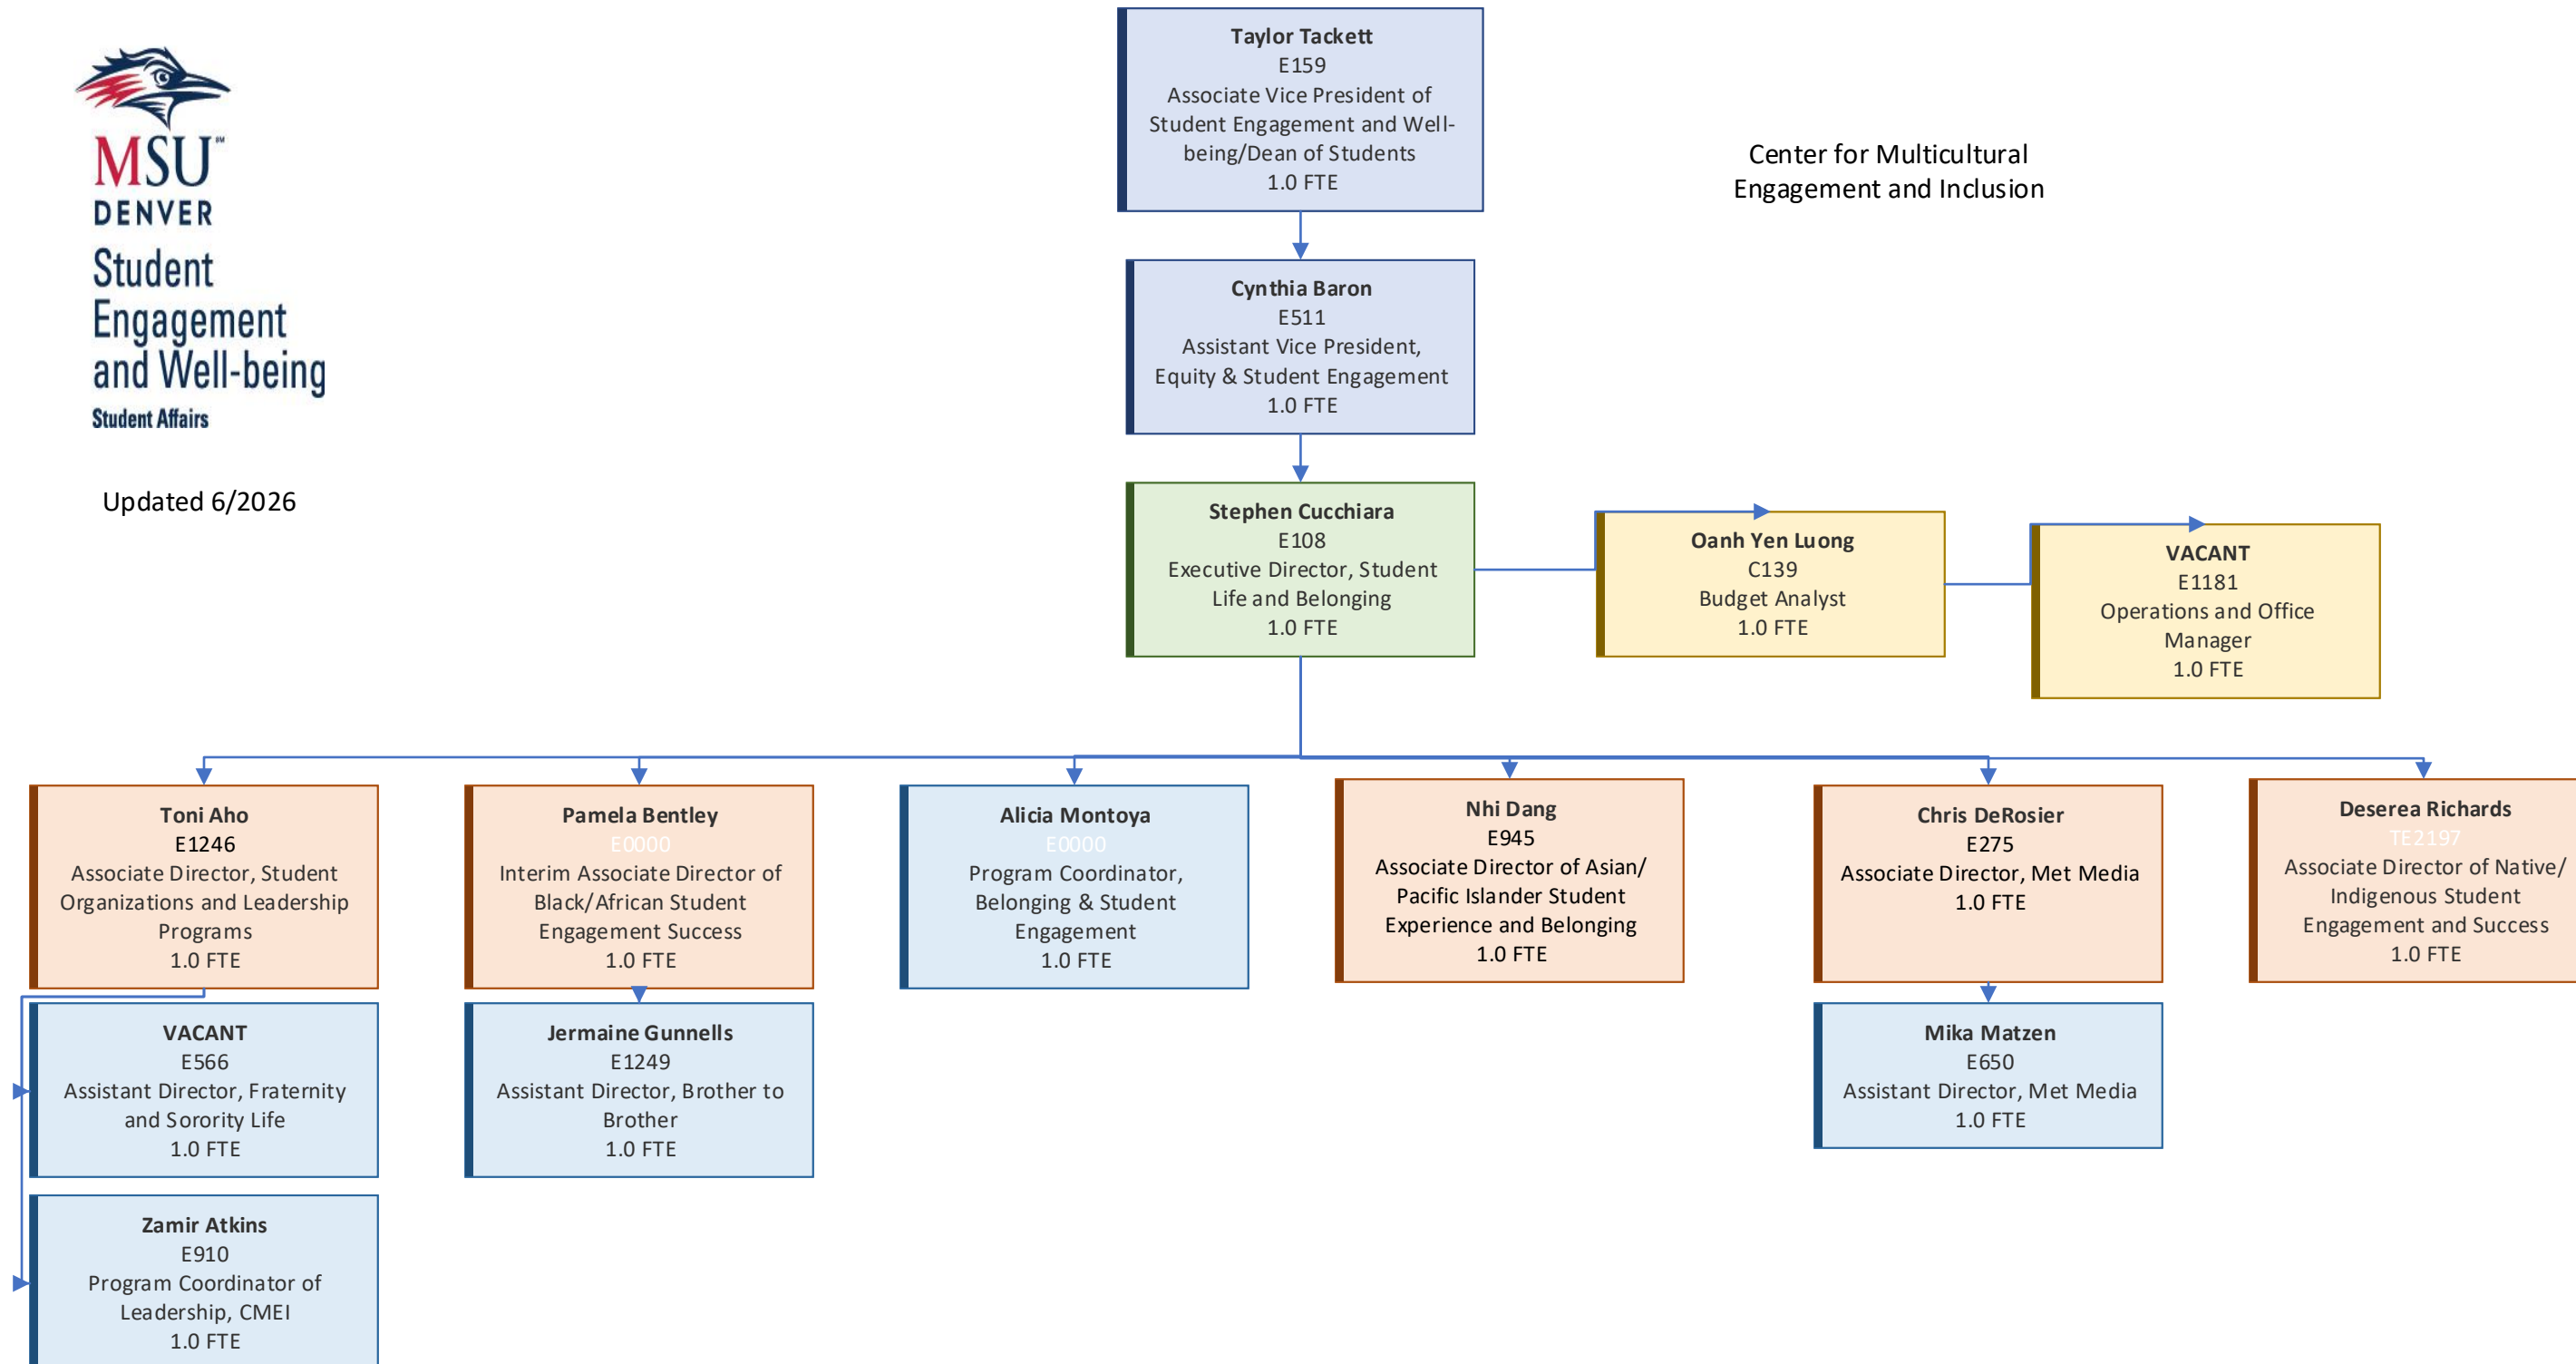 MSU℠
DENVER
Student
Engagement
and Well-being
Student Affairs
Updated 6/2026
Taylor Tackett
E159
Associate Vice President of
Student Engagement and Well-
being/Dean of Students
1.0 FTE
Center for Multicultural
Engagement and Inclusion
Cynthia Baron
E511
Assistant Vice President,
Equity & Student Engagement
1.0 FTE
Stephen Cucchiara
E108
Executive Director, Student
Life and Belonging
1.0 FTE
Oanh Yen Luong
C139
Budget Analyst
1.0 FTE
VACANT
E1181
Operations and Office
Manager
1.0 FTE
Toni Aho
E1246
Associate Director, Student
Organizations and Leadership
Programs
1.0 FTE
Pamela Bentley
E0000
Interim Associate Director of
Black/African Student
Engagement Success
1.0 FTE
Alicia Montoya
E0000
Program Coordinator,
Belonging & Student
Engagement
1.0 FTE
Nhi Dang
E945
Associate Director of Asian/
Pacific Islander Student
Experience and Belonging
1.0 FTE
Chris DeRosier
E275
Associate Director, Met Media
1.0 FTE
Deserea Richards
TE2197
Associate Director of Native/
Indigenous Student
Engagement and Success
1.0 FTE
VACANT
E566
Assistant Director, Fraternity
and Sorority Life
1.0 FTE
Jermaine Gunnells
E1249
Assistant Director, Brother to
Brother
1.0 FTE
Mika Matzen
E650
Assistant Director, Met Media
1.0 FTE
Zamir Atkins
E910
Program Coordinator of
Leadership, CMEI
1.0 FTE